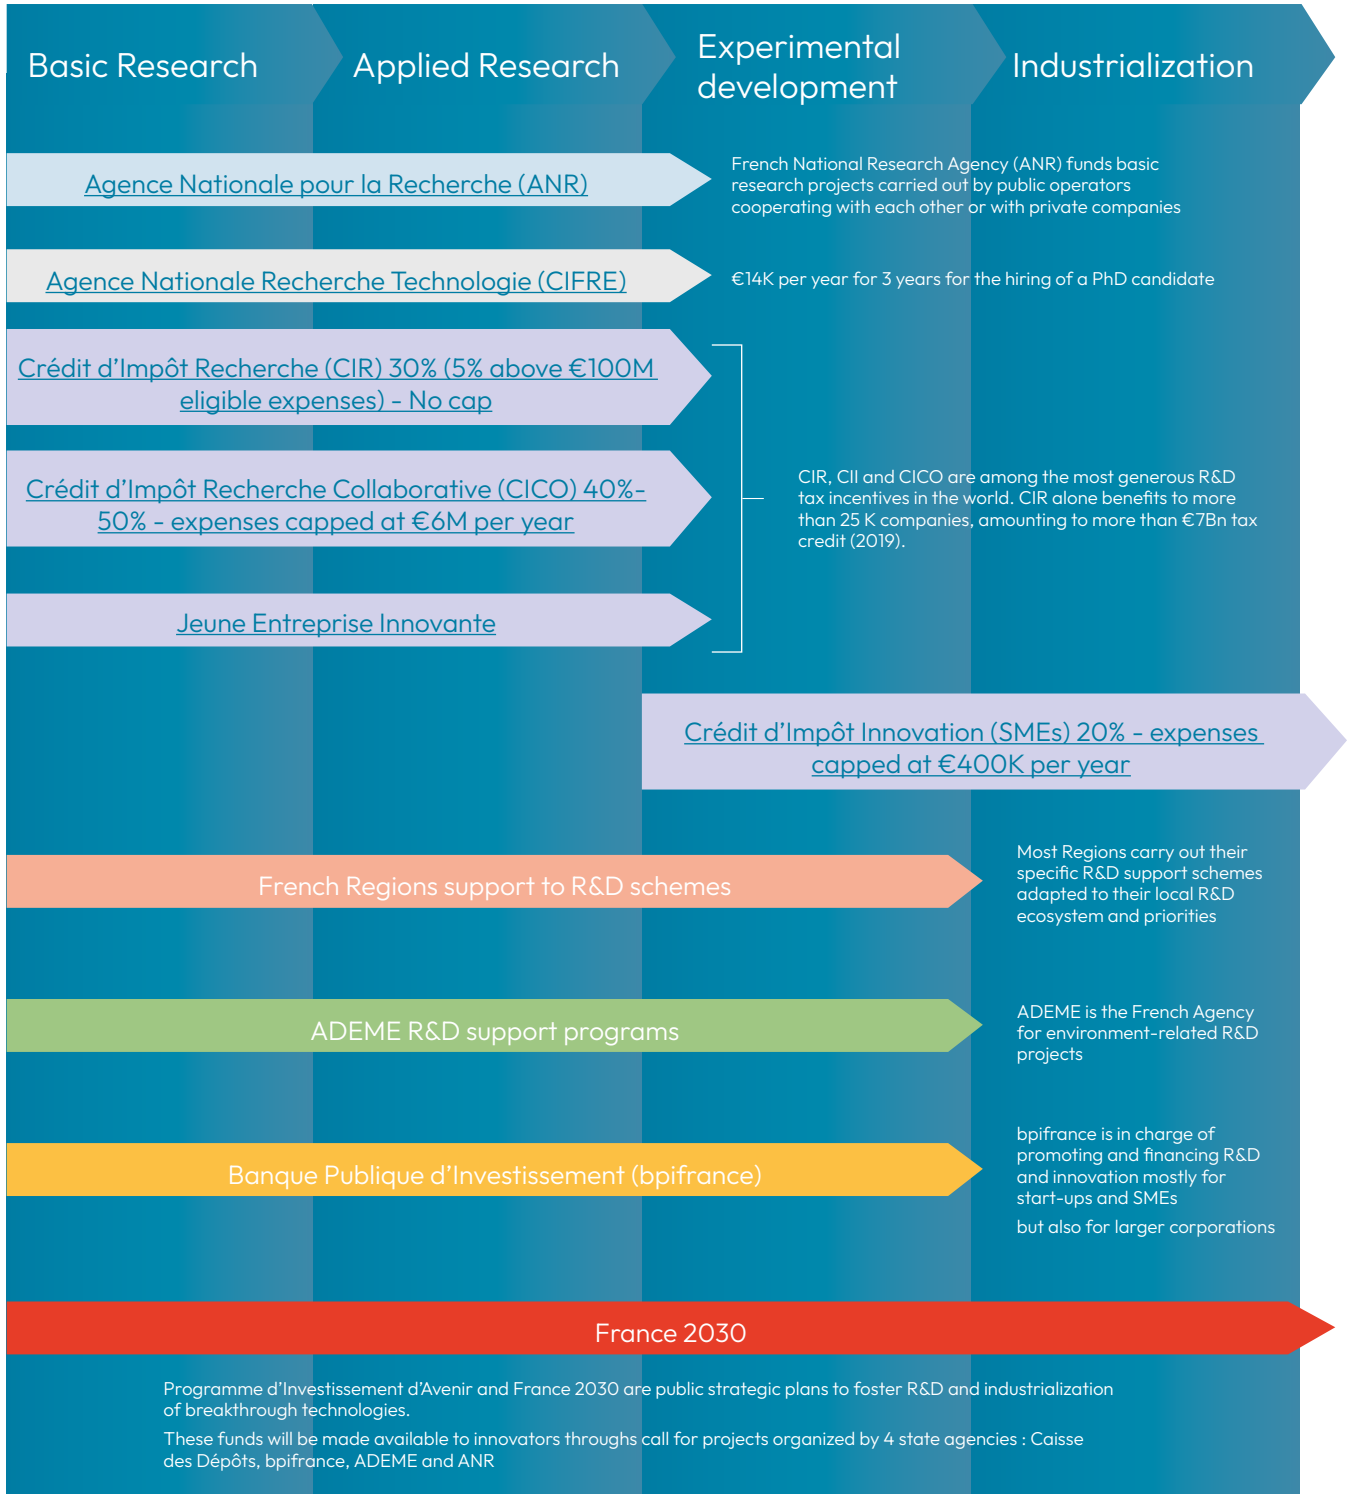 Basic Research
Applied Research
Experimental
development
Industrialization
Agence Nationale pour la Recherche (ANR)
French National Research Agency (ANR) funds basic
research projects carried out by public operators
cooperating with each other or with private companies
Agence Nationale Recherche Technologie (CIFRE)
€14K per year for 3 years for the hiring of a PhD candidate
Crédit d’Impôt Recherche (CIR) 30% (5% above €100M
eligible expenses) - No cap
Crédit d’Impôt Recherche Collaborative (CICO) 40%-
50% - expenses capped at €6M per year
CIR, CII and CICO are among the most generous R&D
tax incentives in the world. CIR alone benefits to more
than 25 K companies, amounting to more than €7Bn tax
credit (2019).
Jeune Entreprise Innovante
Crédit d’Impôt Innovation (SMEs) 20% - expenses
capped at €400K per year
French Regions support to R&D schemes
Most Regions carry out their
specific R&D support schemes
adapted to their local R&D
ecosystem and priorities
ADEME R&D support programs
ADEME is the French Agency
for environment-related R&D
projects
Banque Publique d’Investissement (bpifrance)
bpifrance is in charge of
promoting and financing R&D
and innovation mostly for
start-ups and SMEs
but also for larger corporations
France 2030
Programme d’Investissement d’Avenir and France 2030 are public strategic plans to foster R&D and industrialization
of breakthrough technologies.
These funds will be made available to innovators throughs call for projects organized by 4 state agencies : Caisse
des Dépôts, bpifrance, ADEME and ANR